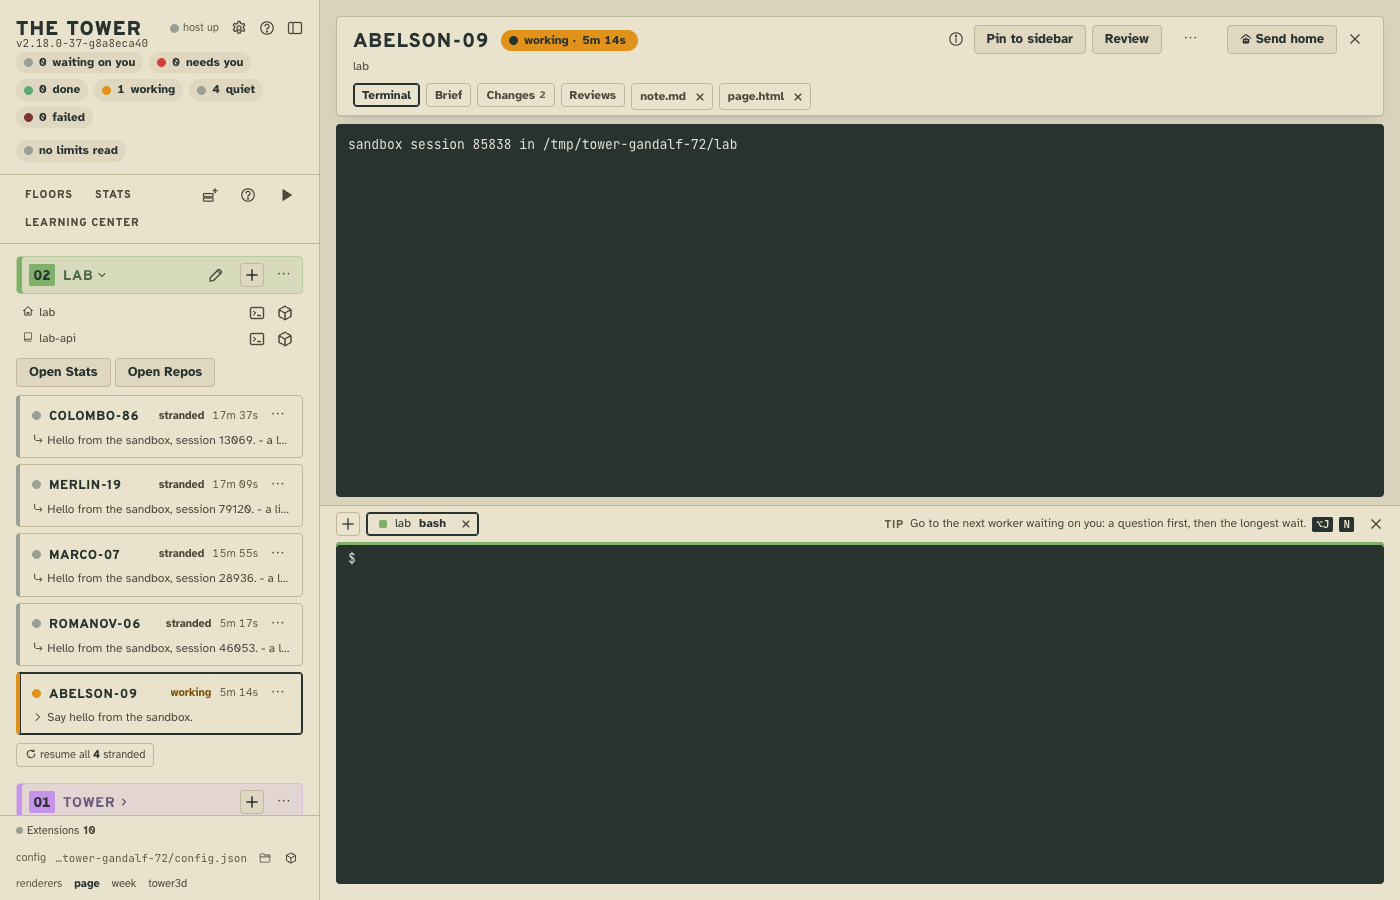 THE TOWER
host up
v2.18.0-37-g8a8eca40
0 waiting on you
0 needs you
0 done
1 working
4 quiet
0 failed
no limits read
FLOORS STATS
LEARNING CENTER
02 LAB
lab
lab-api
Open Stats
Open Repos
COLOMBO-86 stranded 17m 37s ...
Hello from the sandbox, session 13069. - a l...
MERLIN-19 stranded 17m 09s ...
Hello from the sandbox, session 79120. - a li...
MARCO-07 stranded 15m 55s ...
Hello from the sandbox, session 28936. - a l...
ROMANOV-06 stranded 5m 17s ...
Hello from the sandbox, session 46053. - a l...
ABELSON-09 working 5m 14s ...
Say hello from the sandbox.
resume all 4 stranded
01 TOWER
Extensions 10
config …tower-gandalf-72/config.json
renderers page week tower3d
ABELSON-09 working · 5m 14s
Pin to sidebar Review ... Send home
lab
Terminal Brief Changes 2 Reviews note.md page.html
sandbox session 85838 in /tmp/tower-gandalf-72/lab
lab bash
TIP Go to the next worker waiting on you: a question first, then the longest wait. ⌥J N
$